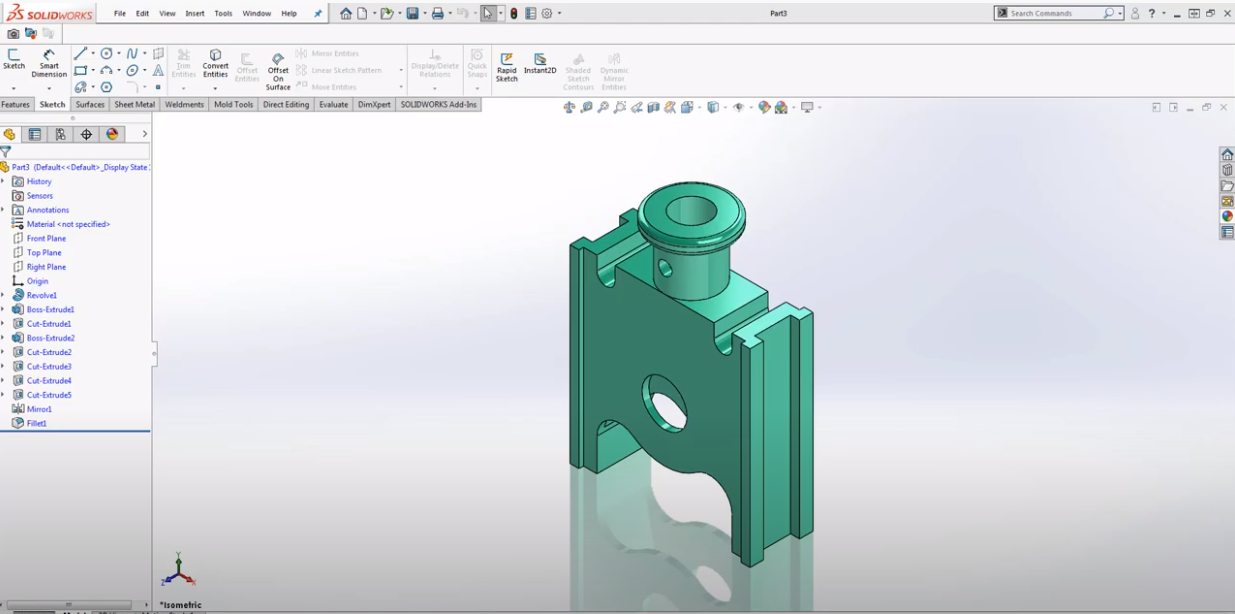 SOLIDWORKS File Edit View Insert Tools Window Help Part3 Search Commands
Sketch Smart Dimension Trim Entities Convert Entities Offset Entities Offset On Surface Mirror Entities Linear Sketch Pattern Move Entities Display/Delete Relations Quick Snaps Rapid Sketch Instant2D Shaded Sketch Contours Dynamic Mirror Entities
Features Sketch Surfaces Sheet Metal Weldments Mold Tools Direct Editing Evaluate DimXpert SOLIDWORKS Add-Ins
Part3 (Default<<Default>_Display State
History
Sensors
Annotations
Material <not specified>
Front Plane
Top Plane
Right Plane
Origin
Revolve1
Boss-Extrude1
Cut-Extrude1
Boss-Extrude2
Cut-Extrude2
Cut-Extrude3
Cut-Extrude4
Cut-Extrude5
Mirror1
Fillet1
Y
Z X
*Isometric